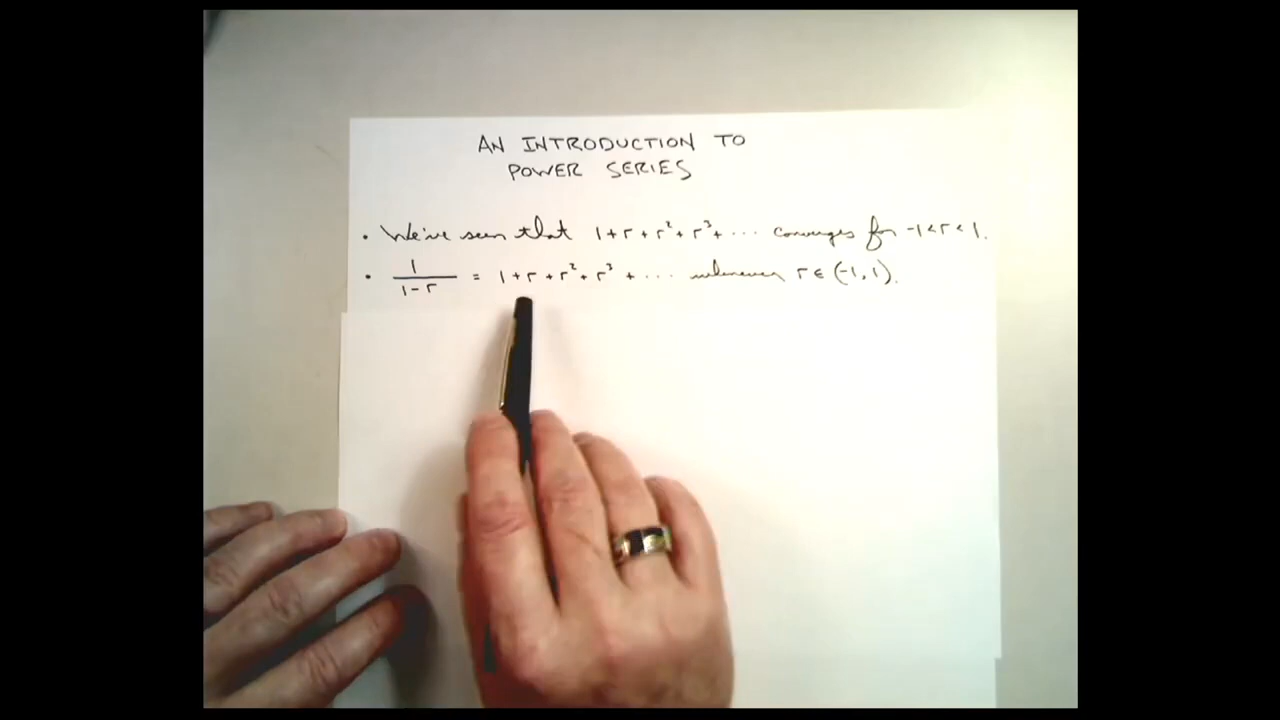 AN INTRODUCTION TO
POWER SERIES
• We've seen that 1 + r + r² + r³ + ⋯ converges for -1 < r < 1.
• 1/(1-r) = 1 + r + r² + r³ + ⋯ whenever r ∈ (-1, 1).